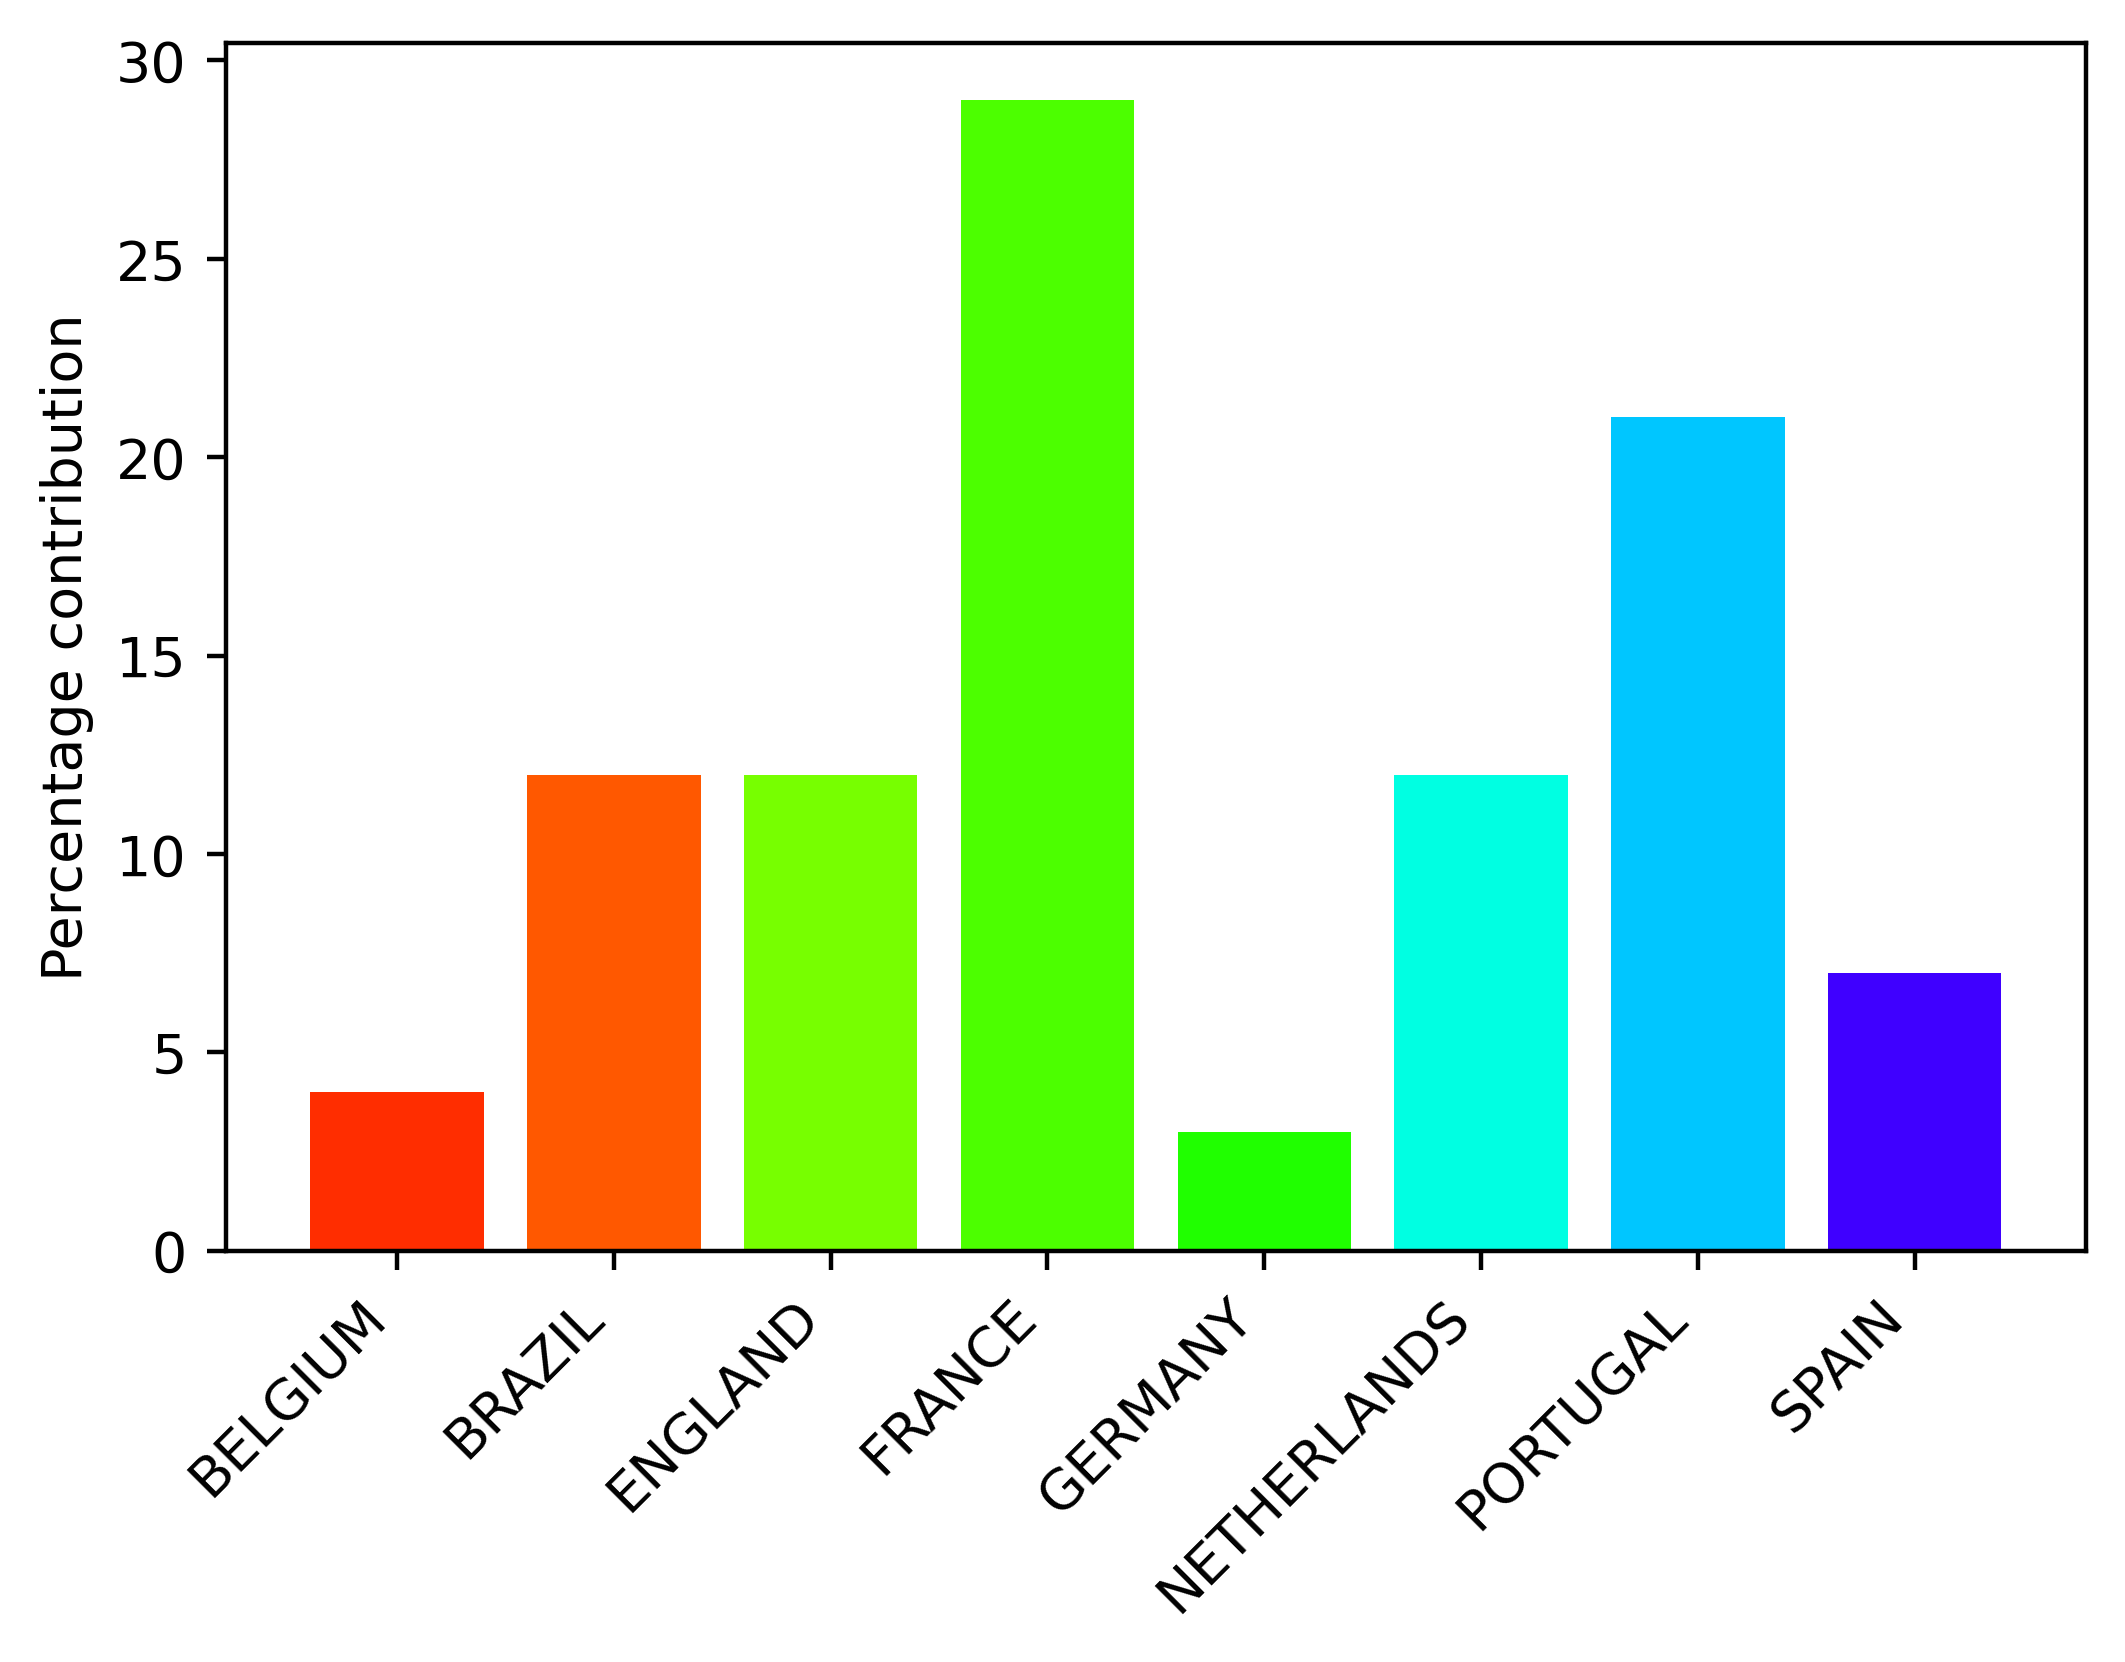 Percentage contribution
30
25
20
15
10
5
0
BELGIUM
BRAZIL
ENGLAND
FRANCE
GERMANY
NETHERLANDS
PORTUGAL
SPAIN